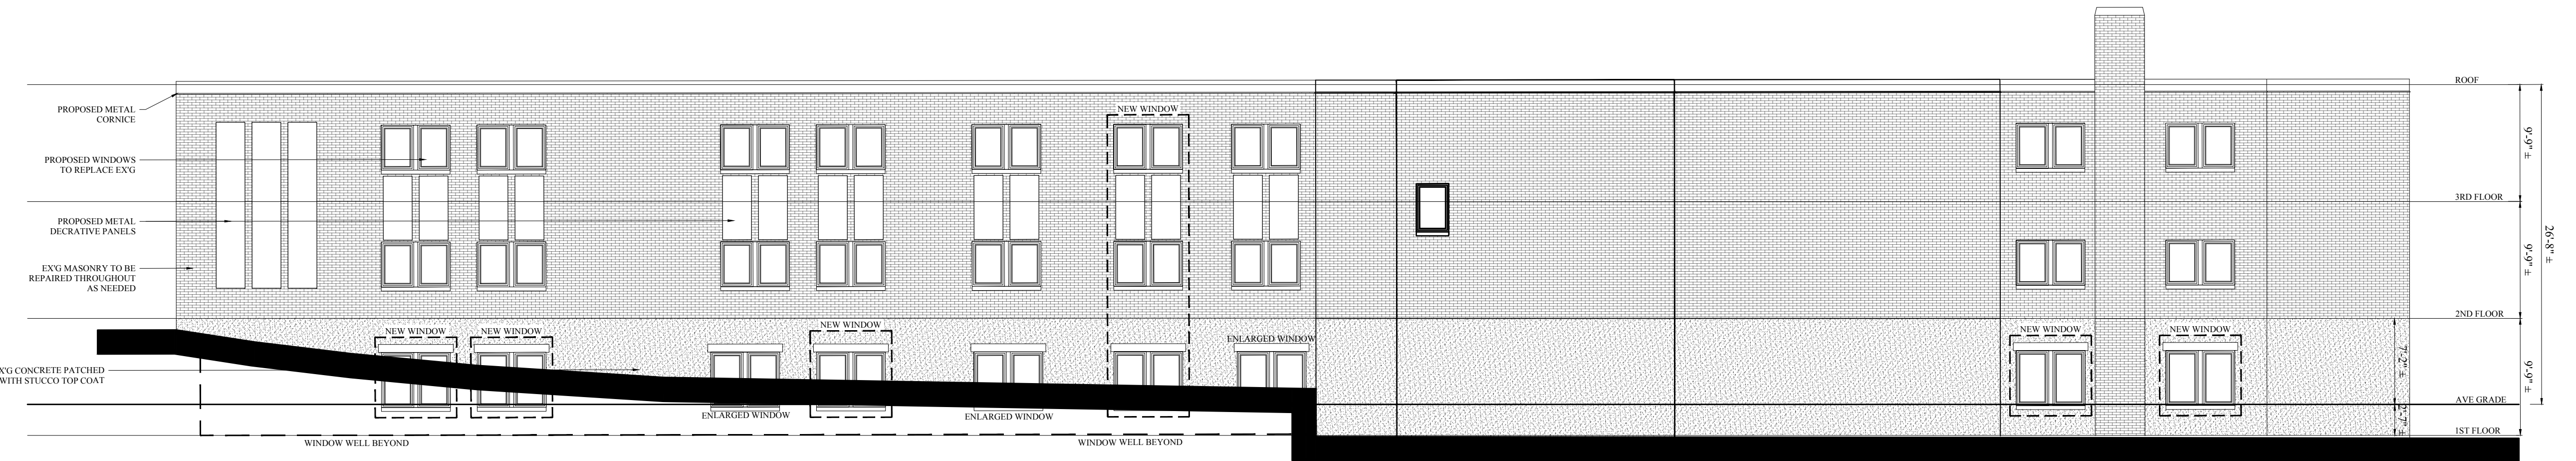 ROOF
PROPOSED METAL
CORNICE
NEW WINDOW
9'-9" ±
PROPOSED WINDOWS
TO REPLACE EX'G
3RD FLOOR
PROPOSED METAL
DECRATIVE PANELS
26'-8" ±
9'-9" ±
EX'G MASONRY TO BE
REPAIRED THROUGHOUT
AS NEEDED
2ND FLOOR
NEW WINDOW
NEW WINDOW
NEW WINDOW
ENLARGED WINDOW
NEW WINDOW
NEW WINDOW
7'-2" ±
9'-9" ±
X'G CONCRETE PATCHED
WITH STUCCO TOP COAT
AVE GRADE
ENLARGED WINDOW
ENLARGED WINDOW
2'-7" ±
1ST FLOOR
WINDOW WELL BEYOND
WINDOW WELL BEYOND